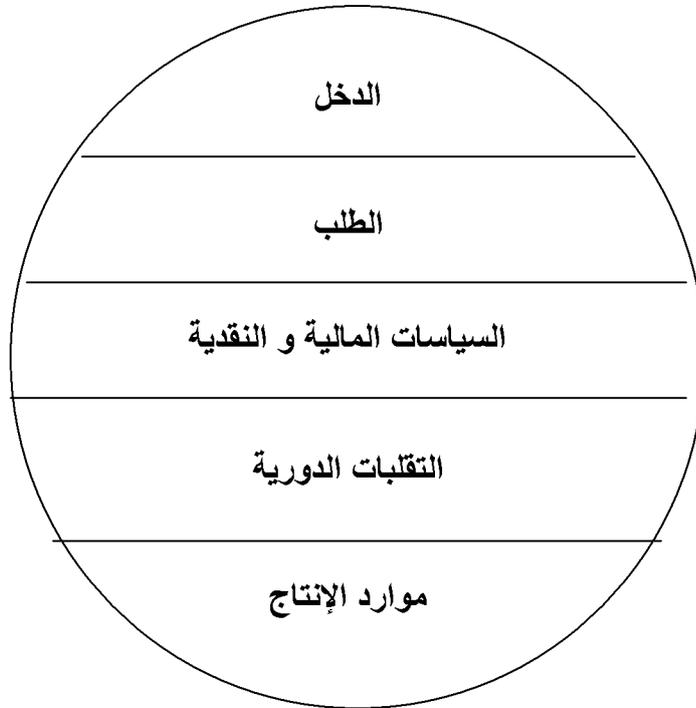 الدخل
الطلب
السياسات المالية و النقدية
التقلبات الدورية
موارد الإنتاج